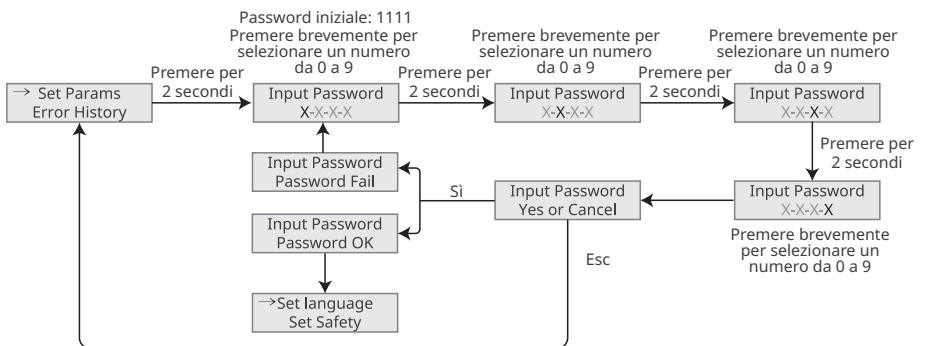 Password iniziale: 1111
Premere brevemente per
selezionare un numero
da 0 a 9
Premere brevemente per
selezionare un numero
da 0 a 9
Premere brevemente per
selezionare un numero
da 0 a 9
→ Set Params
Error History
Premere per
2 secondi
Input Password
X-X-X-X
Premere per
2 secondi
Input Password
X-X-X-X
Premere per
2 secondi
Input Password
X-X-X-X
Premere per
2 secondi
Input Password
X-X-X-X
Premere brevemente
per selezionare un
numero da 0 a 9
Input Password
Yes or Cancel
Sì
Esc
Input Password
Password Fail
Input Password
Password OK
→Set language
Set Safety